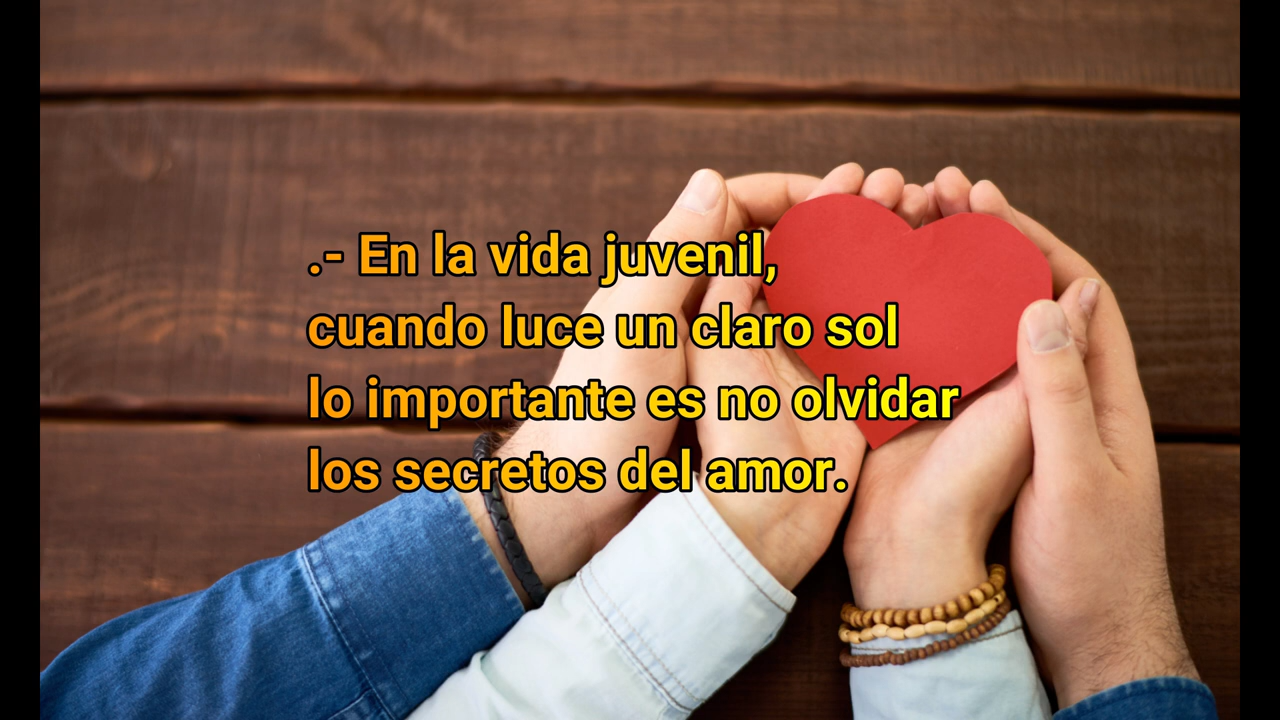 .- En la vida juvenil,
cuando luce un claro sol
lo importante es no olvidar
los secretos del amor.